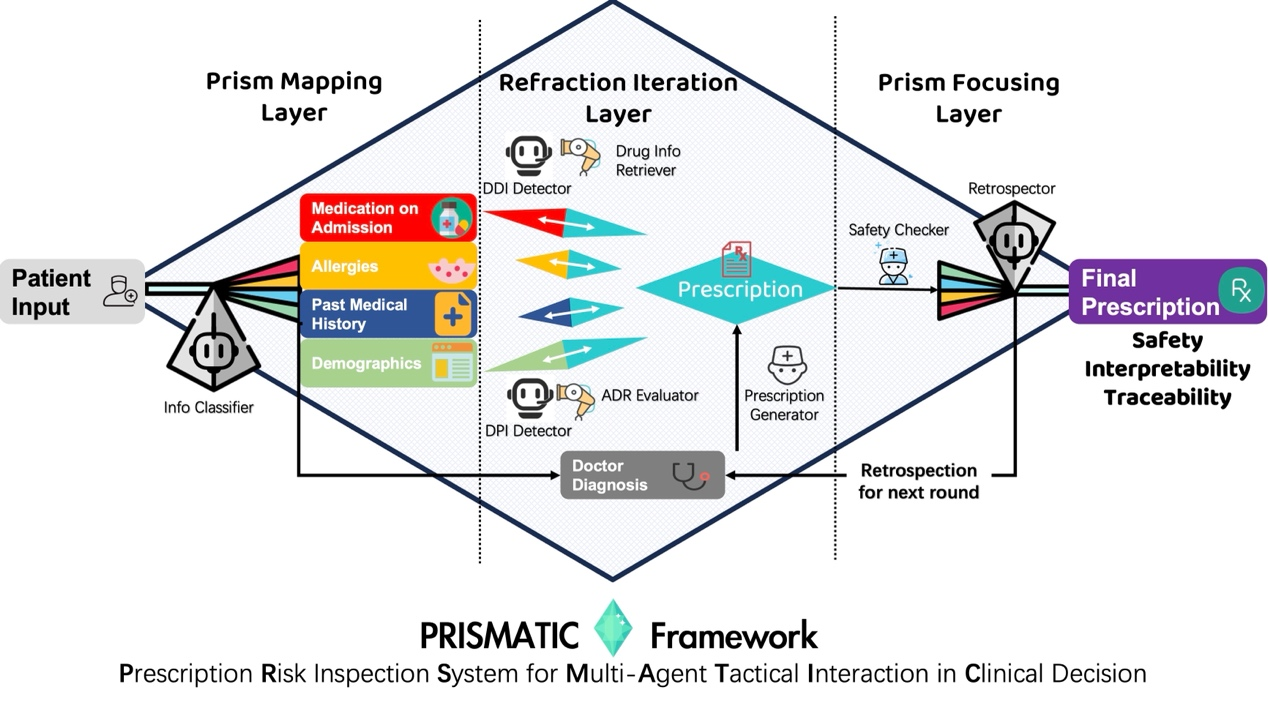 Prism Mapping
Layer
Refraction Iteration
Layer
Prism Focusing
Layer
Drug Info
Retriever
DDI Detector
Retrospector
Medication on
Admission
Allergies
Past Medical
History
Demographics
Patient
Input
Info Classifier
Prescription
Rx
Safety Checker
Final
Prescription
Rx
Safety
Interpretability
Traceability
ADR Evaluator
DPI Detector
Prescription
Generator
Doctor
Diagnosis
Retrospection
for next round
PRISMATIC Framework
Prescription Risk Inspection System for Multi-Agent Tactical Interaction in Clinical Decision